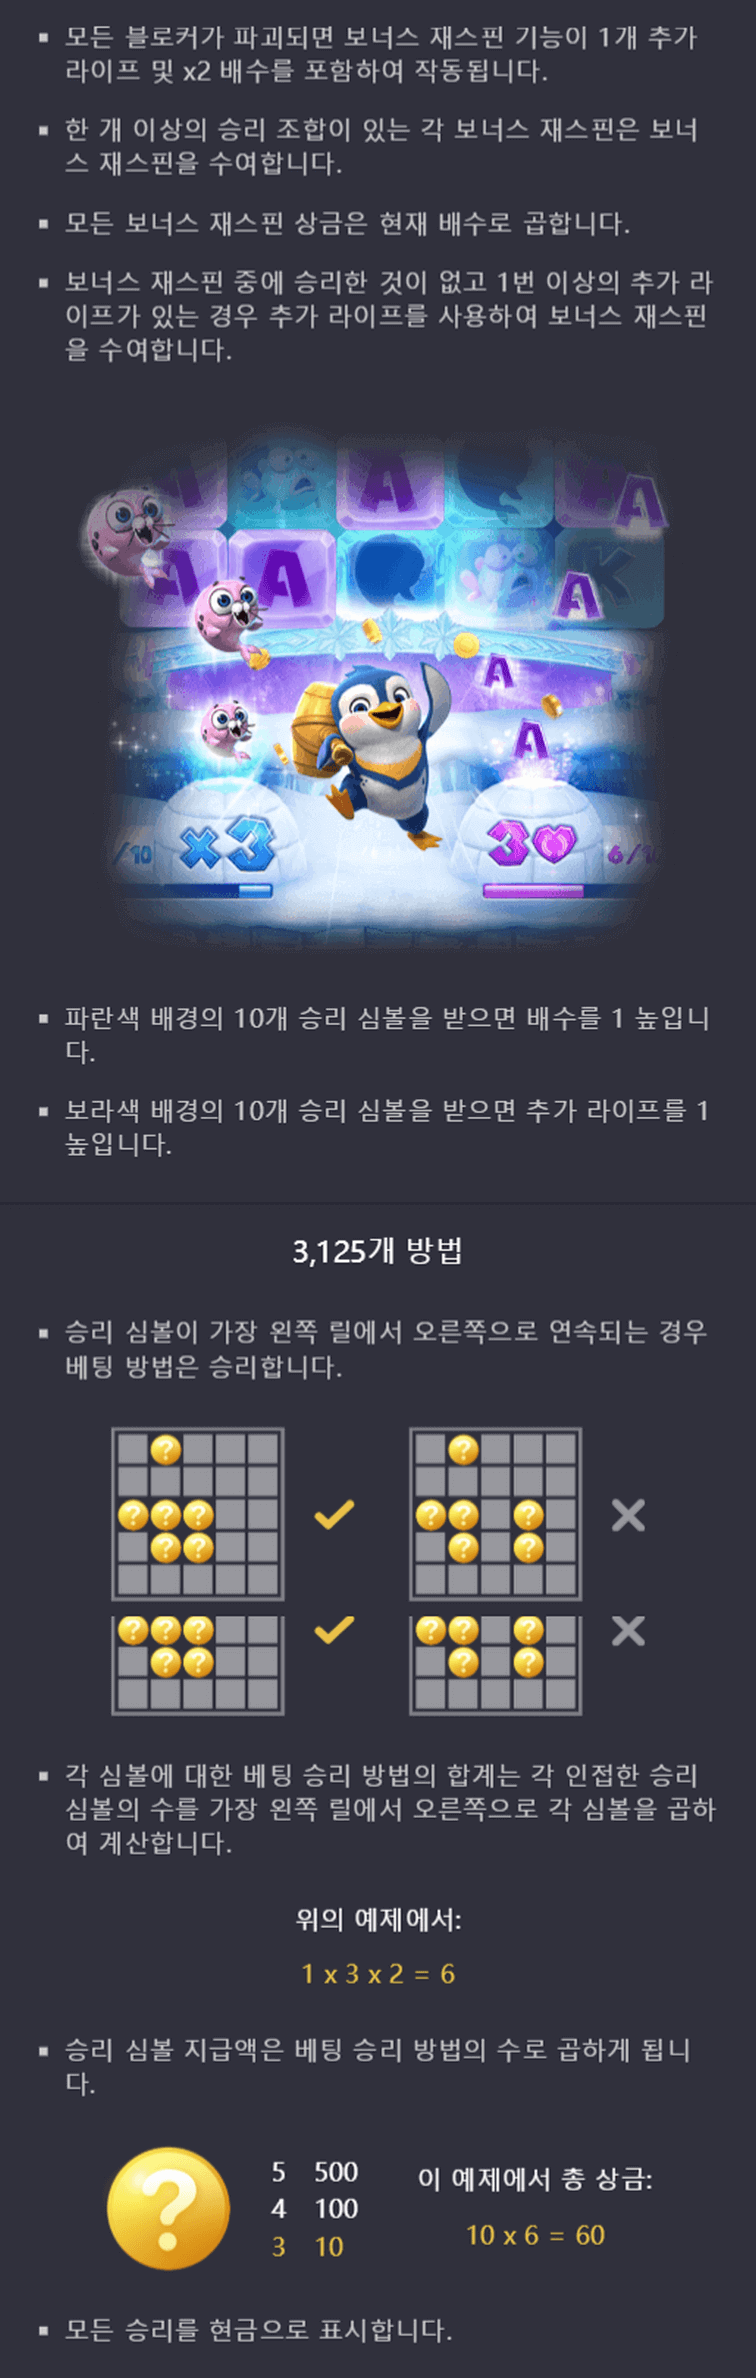 모든 블로커가 파괴되면 보너스 재스핀 기능이 1개 추가
라이프 및 x2 배수를 포함하여 작동됩니다.
한 개 이상의 승리 조합이 있는 각 보너스 재스핀은 보너
스 재스핀을 수여합니다.
모든 보너스 재스핀 상금은 현재 배수로 곱합니다.
보너스 재스핀 중에 승리한 것이 없고 1번 이상의 추가 라
이프가 있는 경우 추가 라이프를 사용하여 보너스 재스핀
을 수여합니다.
A
A
A A K A
A
A
/10 x3 3 6/1
파란색 배경의 10개 승리 심볼을 받으면 배수를 1 높입니
다.
보라색 배경의 10개 승리 심볼을 받으면 추가 라이프를 1
높입니다.
3,125개 방법
승리 심볼이 가장 왼쪽 릴에서 오른쪽으로 연속되는 경우
베팅 방법은 승리합니다.
? ?
? ? ? ? ? ?
? ? ? ?
? ? ? ? ? ?
? ? ? ?
각 심볼에 대한 베팅 승리 방법의 합계는 각 인접한 승리
심볼의 수를 가장 왼쪽 릴에서 오른쪽으로 각 심볼을 곱하
여 계산합니다.
위의 예제에서:
1 x 3 x 2 = 6
승리 심볼 지급액은 베팅 승리 방법의 수로 곱하게 됩니
다.
?
5 500
4 100
3 10
이 예제에서 총 상금:
10 x 6 = 60
모든 승리를 현금으로 표시합니다.